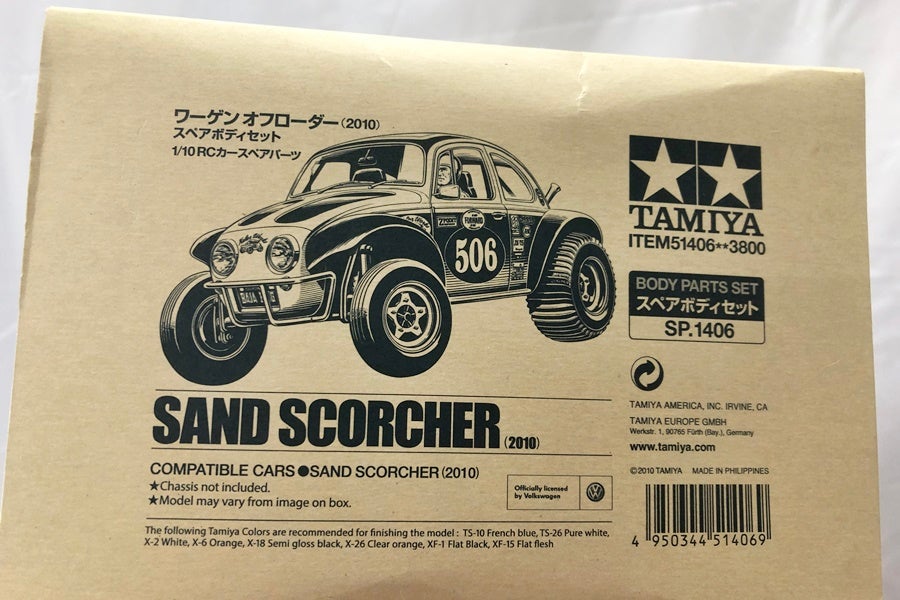 ワーゲン オフローダー(2010)
スペアボディセット
1/10 RCカースペアパーツ
FORWARD
506
BAJA
TAMIYA
ITEM51406**3800
BODY PARTS SET
スペアボディセット
SP.1406
TAMIYA AMERICA, INC. IRVINE, CA
TAMIYA EUROPE GMBH
Werkstr. 1, 90765 Fürth (Bay.), Germany
www.tamiya.com
©2010 TAMIYA MADE IN PHILIPPINES
4 950344 514069
SAND SCORCHER (2010)
COMPATIBLE CARS ●SAND SCORCHER (2010)
★Chassis not included.
★Model may vary from image on box.
Officially licensed
by Volkswagen
The following Tamiya Colors are recommended for finishing the model : TS-10 French blue, TS-26 Pure white,
X-2 White, X-6 Orange, X-18 Semi gloss black, X-26 Clear orange, XF-1 Flat Black, XF-15 Flat flesh